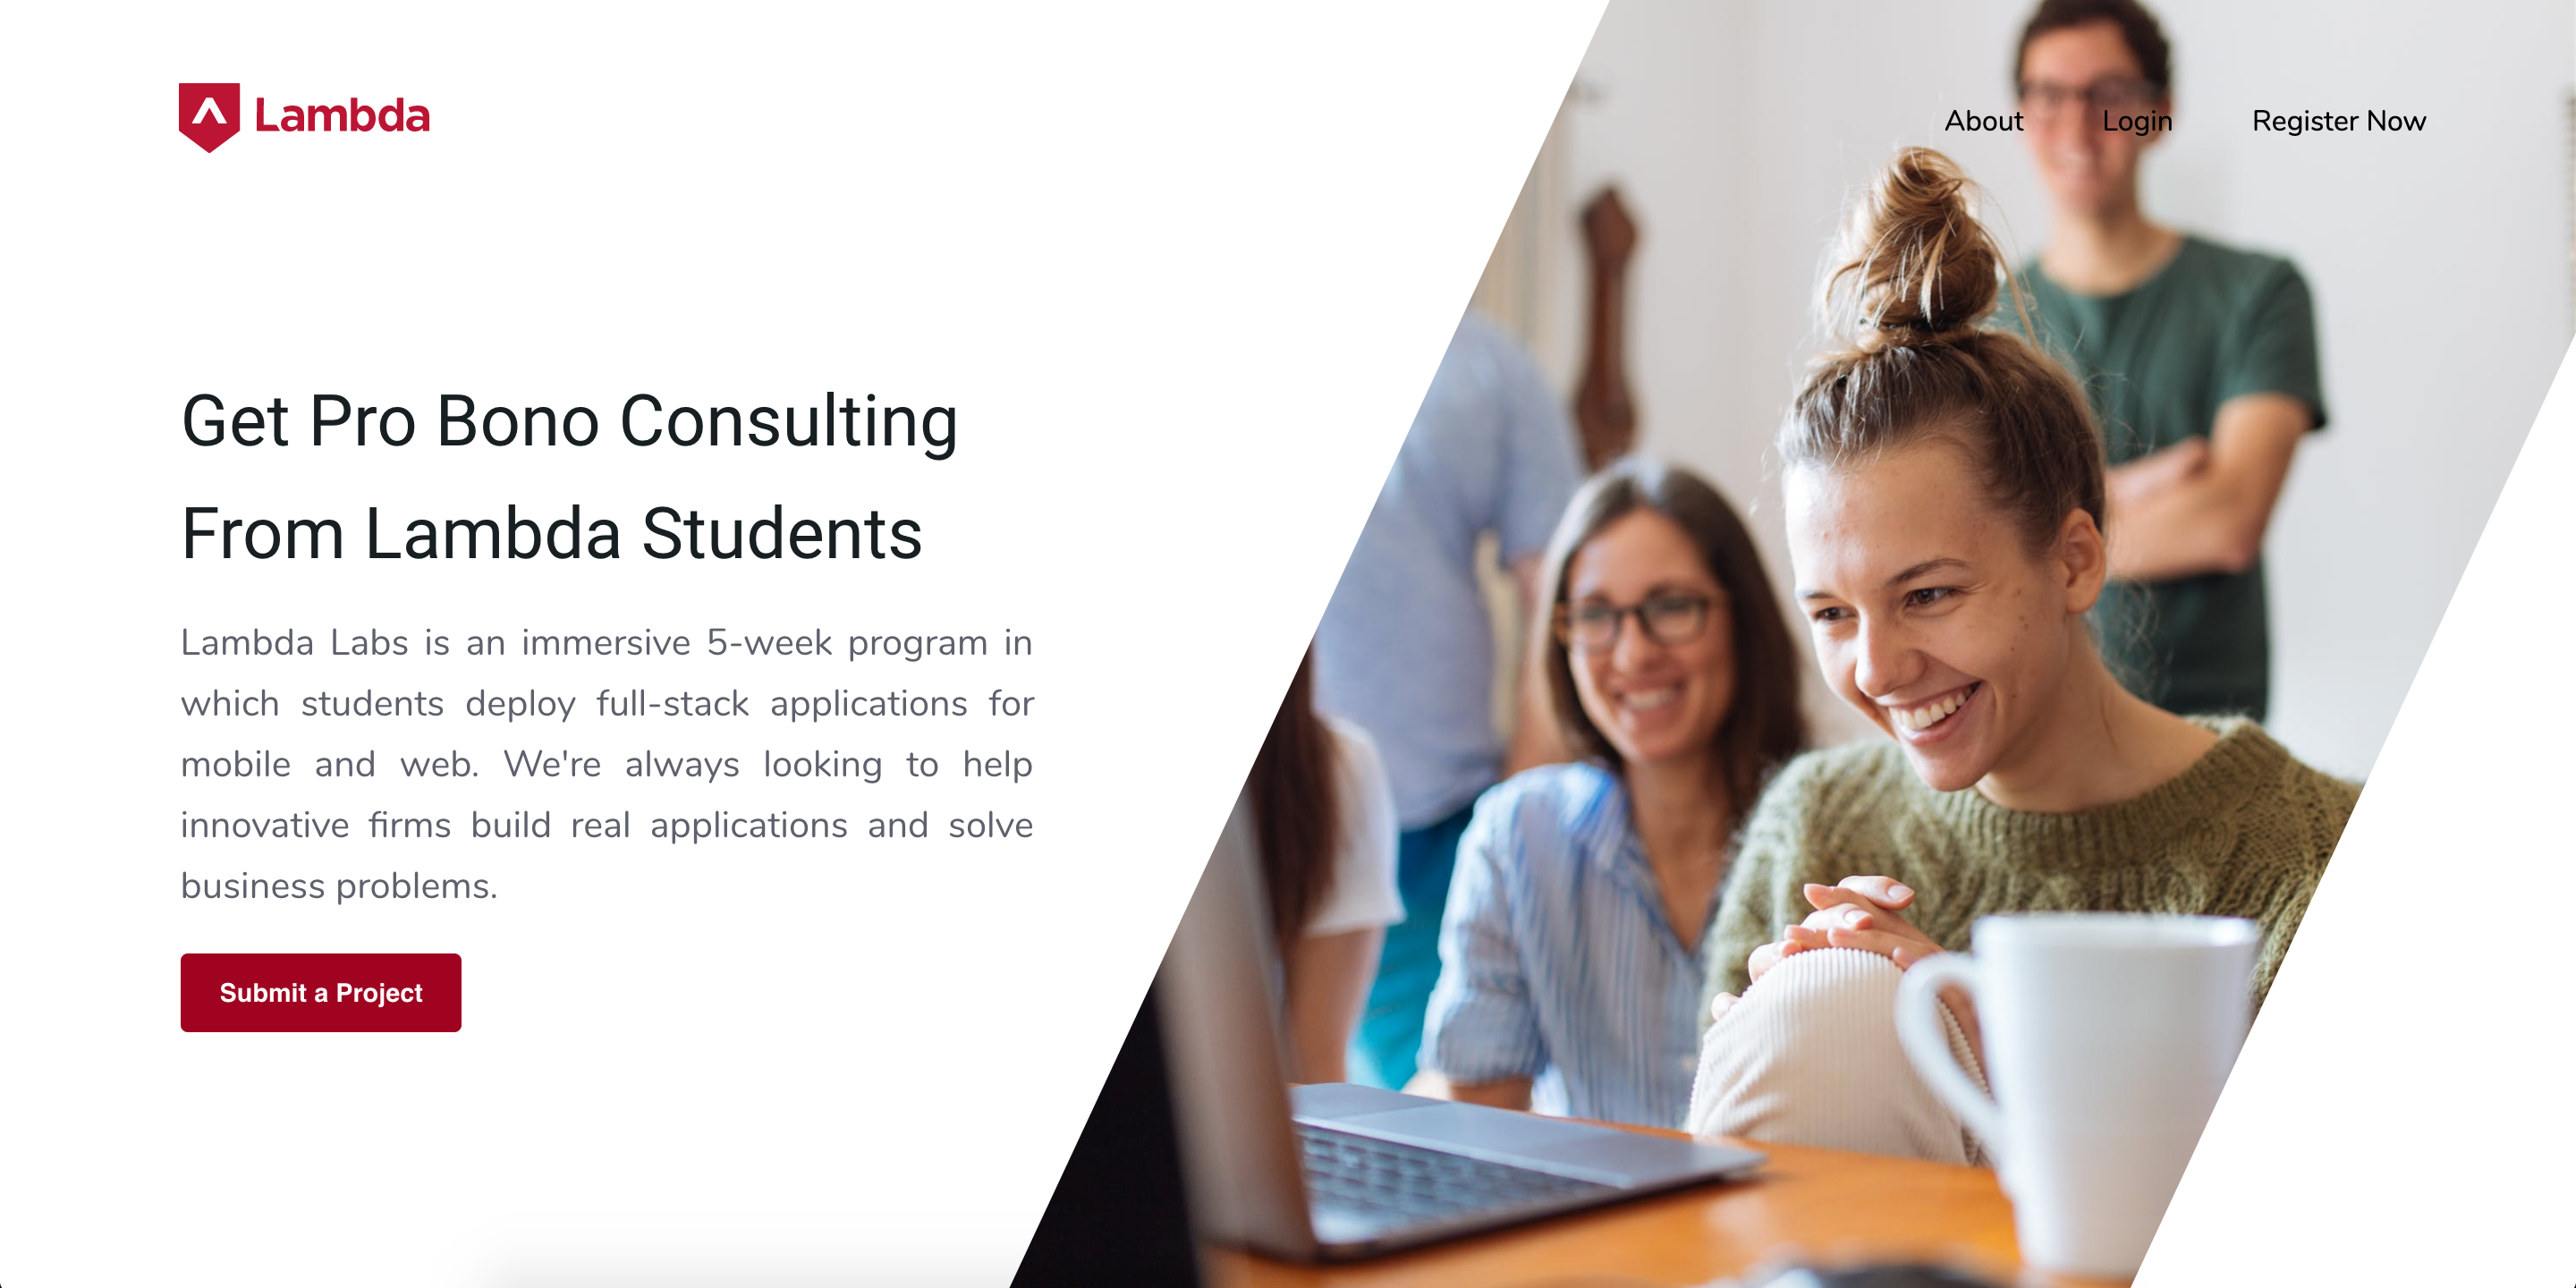 Lambda
About
Login
Register Now
Get Pro Bono Consulting
From Lambda Students
Lambda Labs is an immersive 5-week program in
which students deploy full-stack applications for
mobile and web. We're always looking to help
innovative firms build real applications and solve
business problems.
Submit a Project